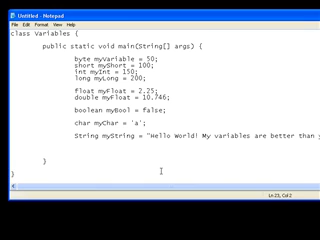 Untitled - Notepad
File Edit Format View Help
class Variables {
public static void main(String[] args) {
byte myVariable = 50;
short myShort = 100;
int myInt = 150;
long myLong = 200;
float myFloat = 2.25;
double myFloat = 10.746;
boolean myBool = false;
char myChar = 'a';
String myString = "Hello World! My variables are better than
}
}
Ln 23, Col 2